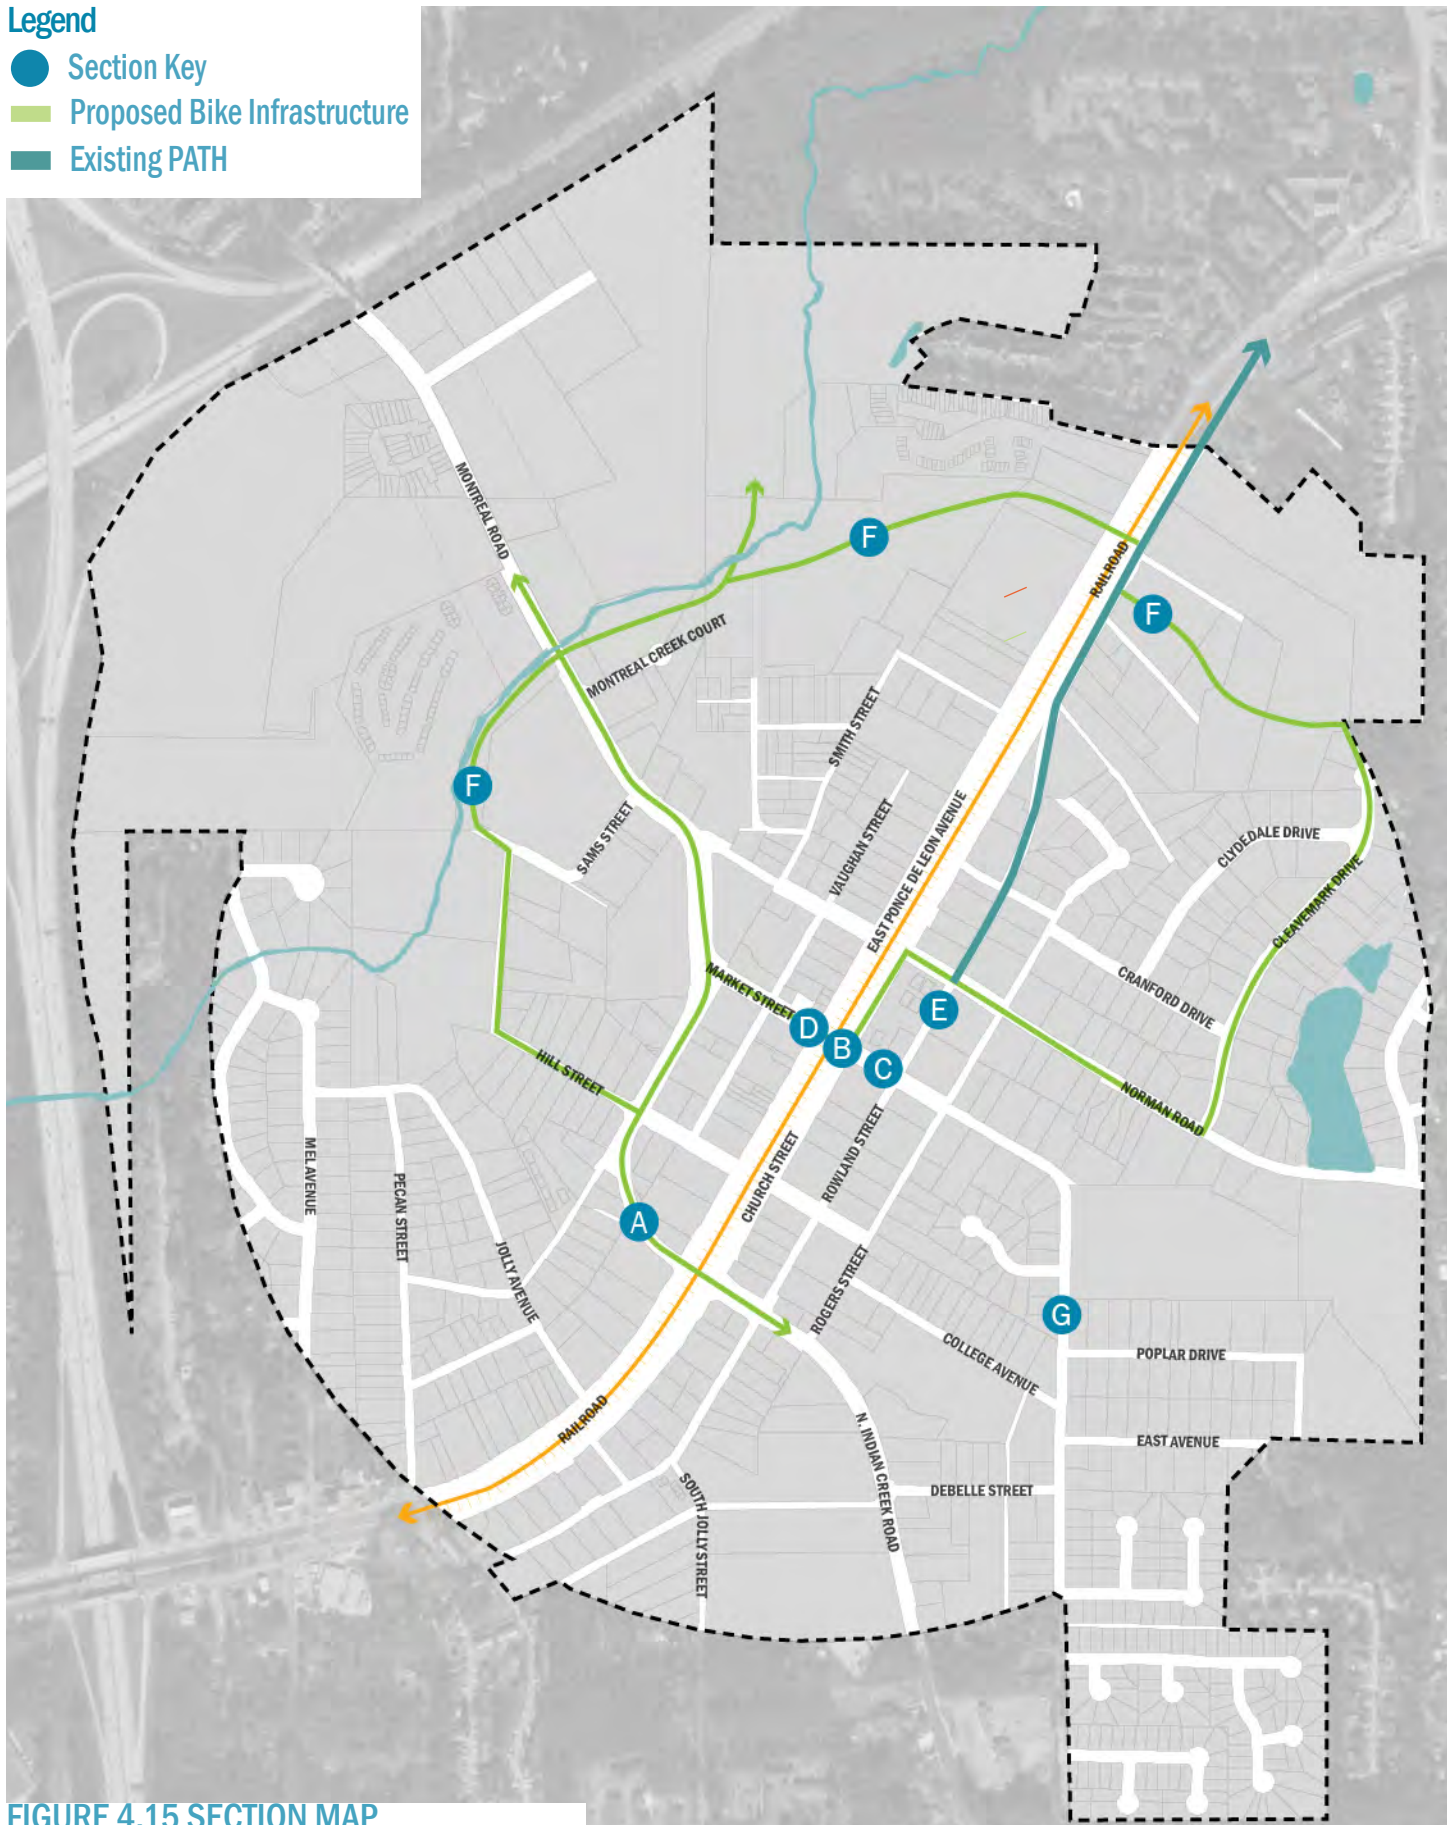 Legend
Section Key
Proposed Bike Infrastructure
Existing PATH
MONTREAL ROAD
F
RAILROAD
F
MONTREAL CREEK COURT
SMITH STREET
F
SAMS STREET
VAUGHAN STREET
EAST PONCE DE LEON AVENUE
CLYDEDALE DRIVE
CLEAVEMARK DRIVE
MARKET STREET
CRANFORD DRIVE
D
B
C
E
HILL STREET
NORMAN ROAD
MEL AVENUE
PECAN STREET
CHURCH STREET
ROWLAND STREET
A
JOLLY AVENUE
ROGERS STREET
G
COLLEGE AVENUE
POPLAR DRIVE
RAILROAD
N. INDIAN CREEK ROAD
EAST AVENUE
SOUTH JOLLY STREET
DEBELLE STREET
FIGURE 4.15 SECTION MAP